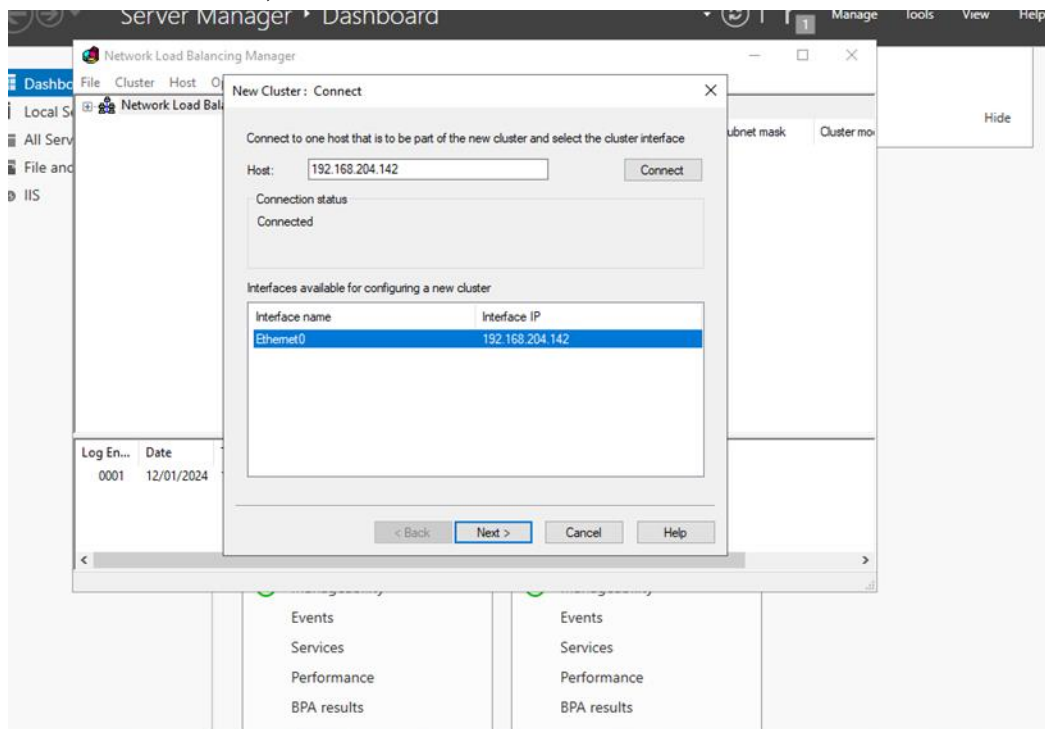 Server Manager • Dashboard
1 Manage Tools View Help
Network Load Balancing Manager
File Cluster Host
Network Load
New Cluster: Connect
Connect to one host that is to be part of the new cluster and select the cluster interface
Host: 192.168.204.142 Connect
Connection status
Connected
Interfaces available for configuring a new cluster
Interface name Interface IP
Ethernet0 192.168.204.142
< Back Next > Cancel Help
ubnet mask Cluster mo
Hide
Dashbo
Local S
All Serv
File and
IIS
Log En... Date
0001 12/01/2024
Events Events
Services Services
Performance Performance
BPA results BPA results